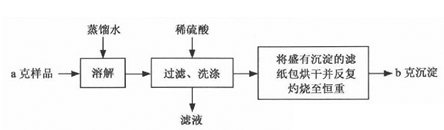 蒸馏水
稀硫酸
a克样品
溶解
过滤、洗涤
将盛有沉淀的滤
纸包烘干并反复
灼烧至恒重
b克沉淀
滤液